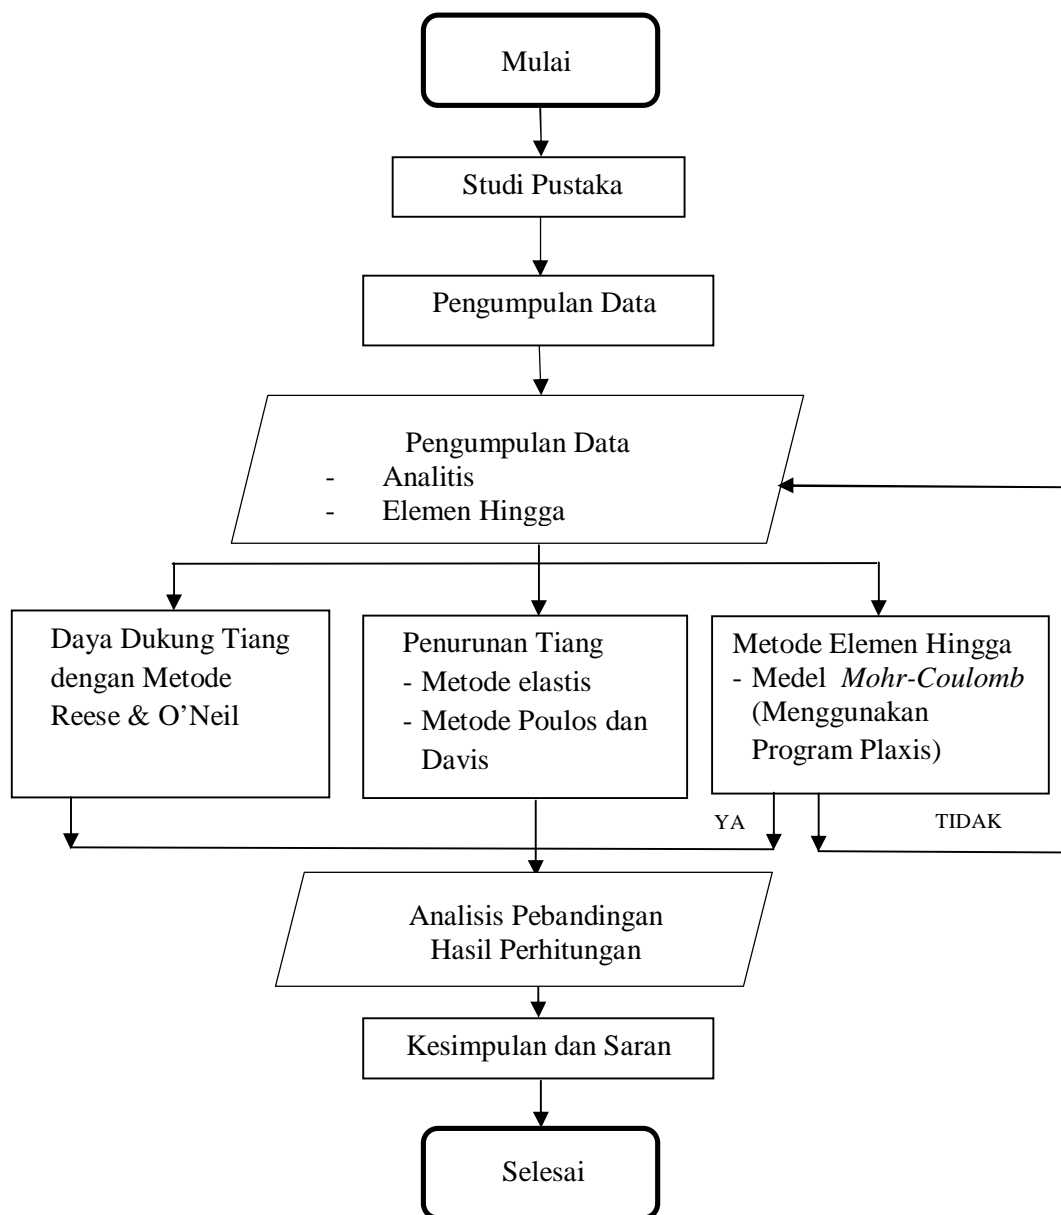 Mulai
Studi Pustaka
Pengumpulan Data
Pengumpulan Data
- Analitis
- Elemen Hingga
Daya Dukung Tiang
dengan Metode
Reese & O’Neil
Penurunan Tiang
- Metode elastis
- Metode Poulos dan
Davis
Metode Elemen Hingga
- Medel Mohr-Coulomb
(Menggunakan
Program Plaxis)
YA
TIDAK
Analisis Pebandingan
Hasil Perhitungan
Kesimpulan dan Saran
Selesai